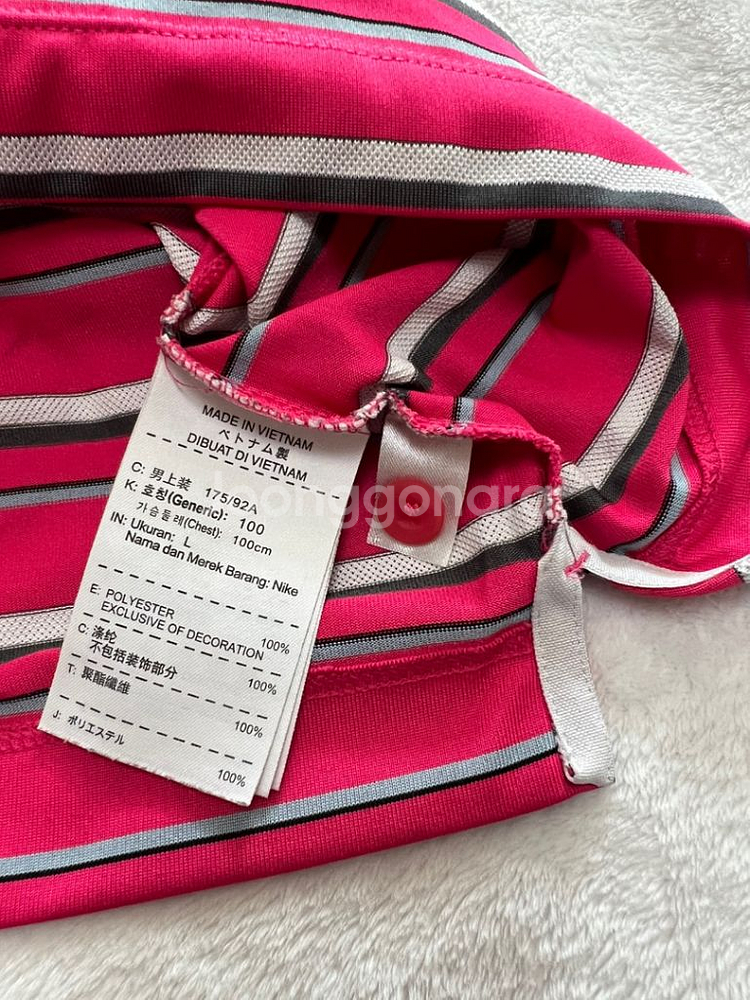 MADE IN VIETNAM
ベトナム製
DIBUAT DI VIETNAM
C: 男上装 175/92A
K: 호칭(Generic): 100
가슴둘레(Chest): 100cm
IN: Ukuran: L
Nama dan Merek Barang: Nike
E: POLYESTER 100%
EXCLUSIVE OF DECORATION
C: 涤纶 100%
不包括装饰部分
T: 聚酯纖維 100%
J: ポリエステル 100%